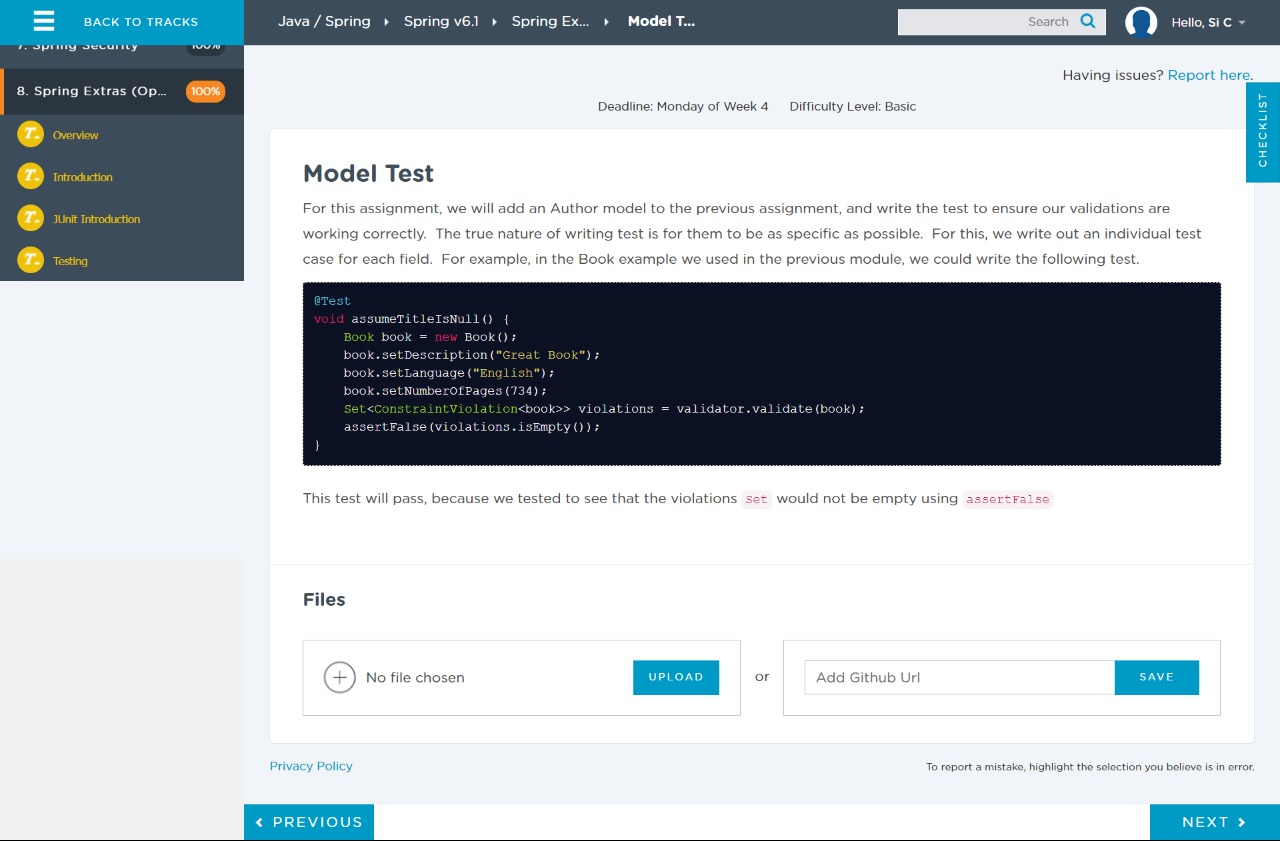 BACK TO TRACKS
Java / Spring
Spring v6.1
Spring Ex...
Model T...
Search
Hello, Si C
7. Spring Security 100%
8. Spring Extras (Op... 100%
T. Overview
T. Introduction
T. JUnit Introduction
T. Testing
Having issues? Report here.
CHECKLIST
Deadline: Monday of Week 4 Difficulty Level: Basic
Model Test
For this assignment, we will add an Author model to the previous assignment, and write the test to ensure our validations are
working correctly. The true nature of writing test is for them to be as specific as possible. For this, we write out an individual test
case for each field. For example, in the Book example we used in the previous module, we could write the following test.
@Test
void assumeTitleIsNull() {
    Book book = new Book();
    book.setDescription("Great Book");
    book.setLanguage("English");
    book.setNumberOfPages(734);
    Set<ConstraintViolation<book>> violations = validator.validate(book);
    assertFalse(violations.isEmpty());
}
This test will pass, because we tested to see that the violations Set would not be empty using assertFalse
Files
No file chosen
UPLOAD
or
Add Github Url
SAVE
Privacy Policy
To report a mistake, highlight the selection you believe is in error.
PREVIOUS
NEXT